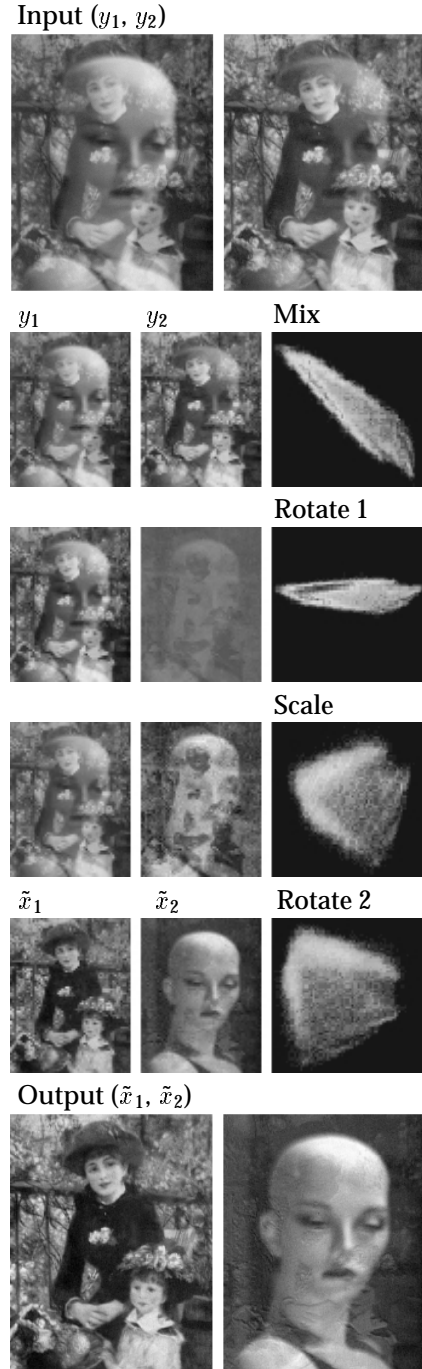 Input (y₁, y₂)
y₁ y₂ Mix
Rotate 1
Scale
x̃₁ x̃₂ Rotate 2
Output (x̃₁, x̃₂)